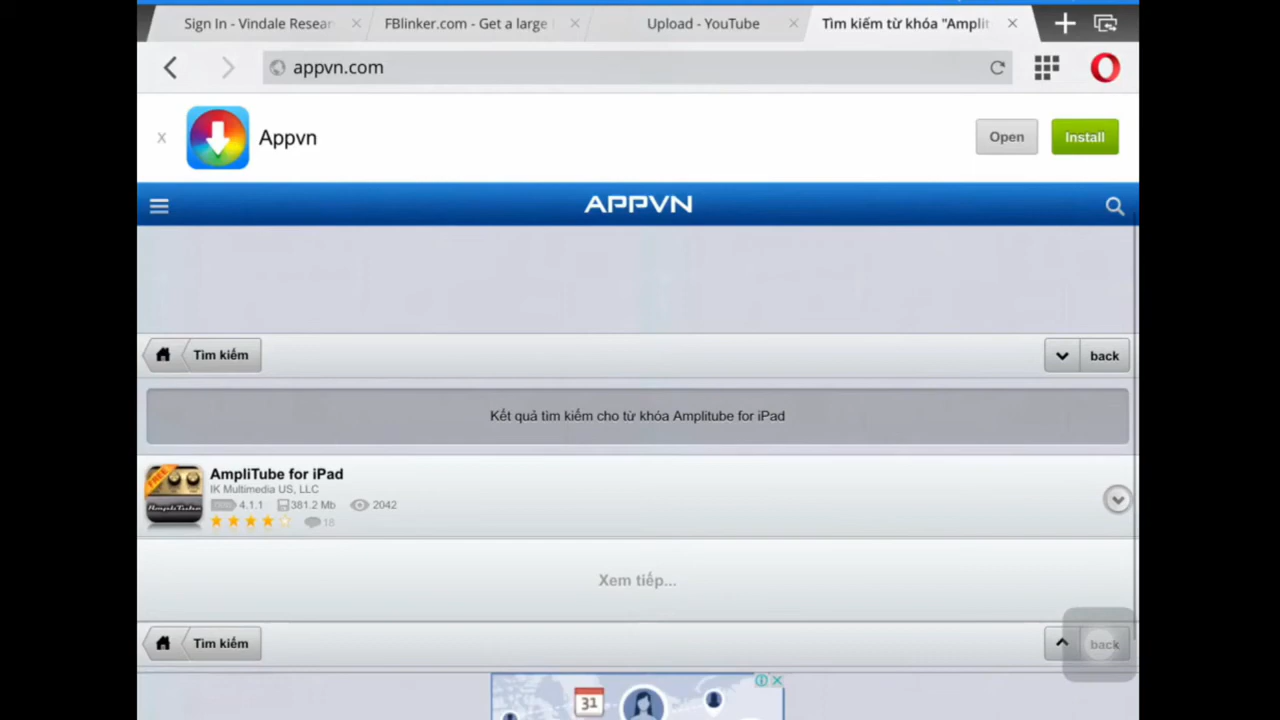 Sign In - Vindale Resear
FBlinker.com - Get a large
Upload - YouTube
Tìm kiếm từ khóa "Amplit
appvn.com
x
Appvn
Open
Install
APPVN
Tìm kiếm
back
Kết quả tìm kiếm cho từ khóa Amplitube for iPad
FREE
AmpliTube
AmpliTube for iPad
IK Multimedia US, LLC
4.1.1
381.2 Mb
2042
18
Xem tiếp...
Tìm kiếm
back
31